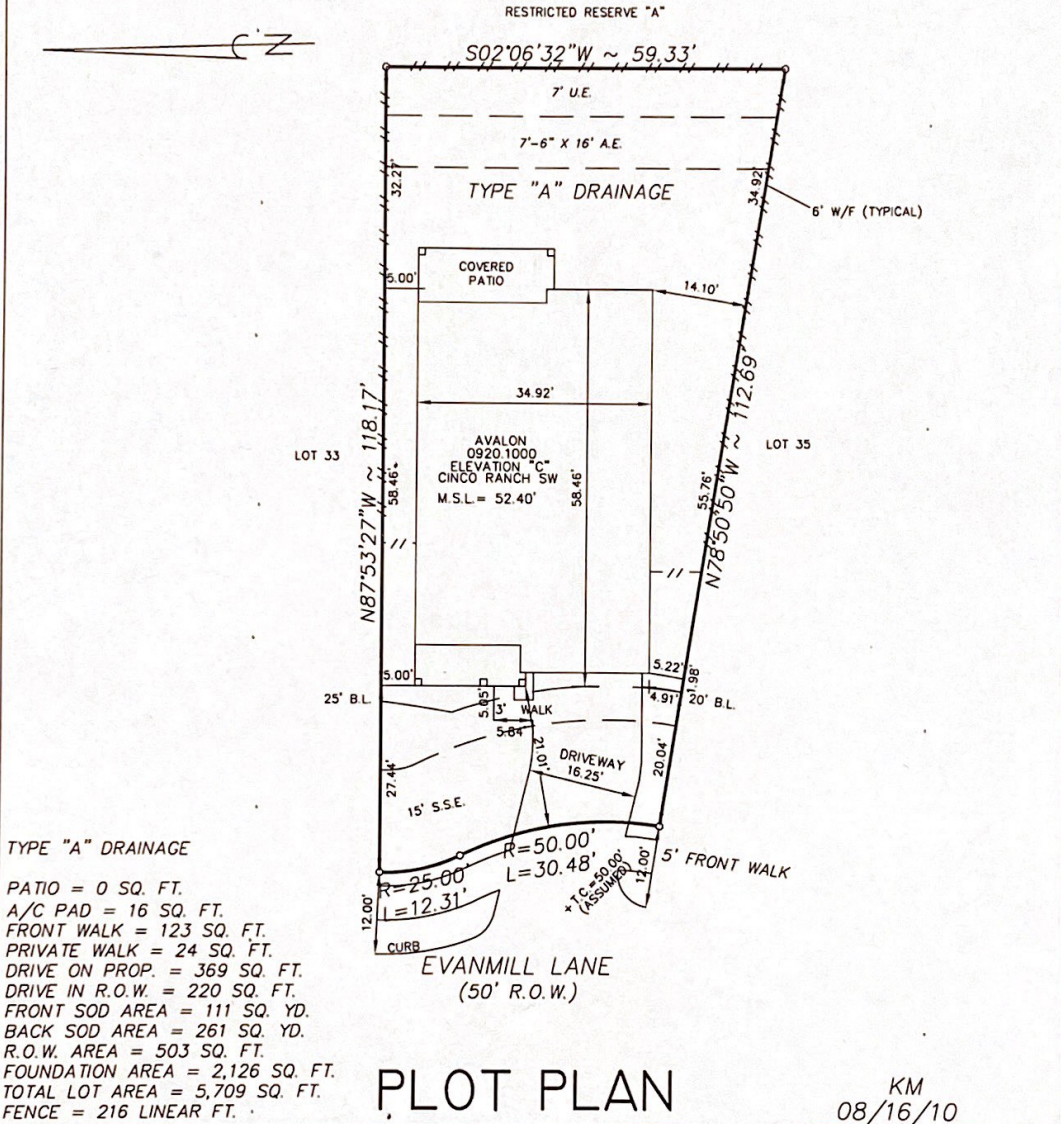 RESTRICTED RESERVE "A"
N.
S02°06'32"W ~ 59.33'
7' U.E.
7'-6" X 16' A.E.
32.27'
TYPE "A" DRAINAGE
34.92'
6' W/F (TYPICAL)
COVERED
PATIO
5.00'
14.10'
34.92'
N87°53'27"W ~ 118.17'
N78°50'50"W ~ 112.69'
LOT 33
LOT 35
AVALON
0920.1000
ELEVATION "C"
CINCO RANCH SW
M.S.L.= 52.40'
58.46'
58.46'
55.76'
5.00'
5.22'
1.98'
4.91'
25' B.L.
20' B.L.
5.05'
3'
WALK
5.84'
21.01'
DRIVEWAY
16.25'
20.04'
27.44'
15' S.S.E.
R=50.00'
L=30.48'
R=25.00'
L=12.31'
+ T.C.=50.00'
(ASSUMED)
12.00'
5' FRONT WALK
12.00'
CURB
EVANMILL LANE
(50' R.O.W.)
TYPE "A" DRAINAGE
PATIO = 0 SQ. FT.
A/C PAD = 16 SQ. FT.
FRONT WALK = 123 SQ. FT.
PRIVATE WALK = 24 SQ. FT.
DRIVE ON PROP. = 369 SQ. FT.
DRIVE IN R.O.W. = 220 SQ. FT.
FRONT SOD AREA = 111 SQ. YD.
BACK SOD AREA = 261 SQ. YD.
R.O.W. AREA = 503 SQ. FT.
FOUNDATION AREA = 2,126 SQ. FT.
TOTAL LOT AREA = 5,709 SQ. FT.
FENCE = 216 LINEAR FT.
PLOT PLAN
KM
08/16/10